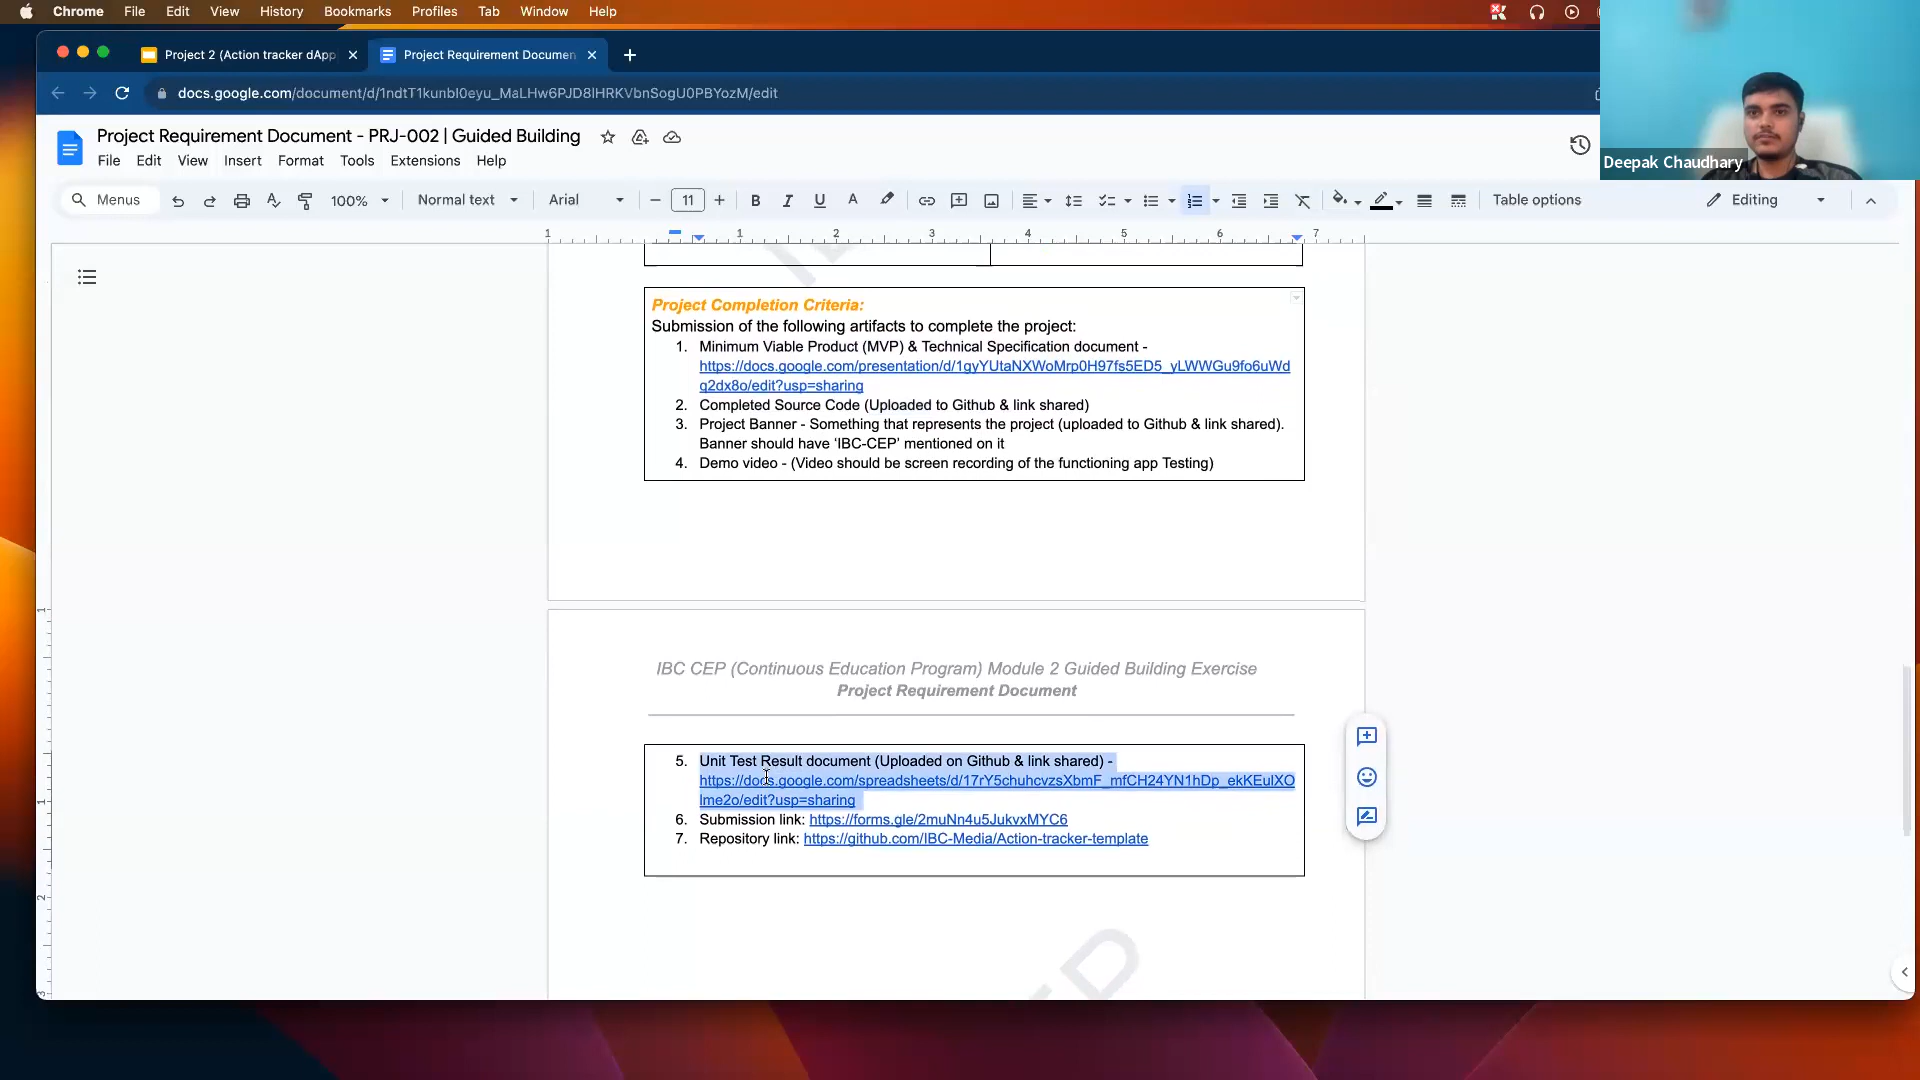 Chrome File Edit View History Bookmarks Profiles Tab Window Help
Project 2 (Action tracker dApp
Project Requirement Documen
docs.google.com/document/d/1ndtT1kunbI0eyu_MaLHw6PJD8IHRKVbnSogU0PBYozM/edit
Project Requirement Document - PRJ-002 | Guided Building
File Edit View Insert Format Tools Extensions Help
Deepak Chaudhary
Menus 100% Normal text Arial 11 Table options Editing
1 1 2 3 4 5 6 7
Project Completion Criteria:
Submission of the following artifacts to complete the project:
1. Minimum Viable Product (MVP) & Technical Specification document -
https://docs.google.com/presentation/d/1gyYUtaNXWoMrp0H97fs5ED5_yLWWGu9fo6uWd
q2dx8o/edit?usp=sharing
2. Completed Source Code (Uploaded to Github & link shared)
3. Project Banner - Something that represents the project (uploaded to Github & link shared).
Banner should have ‘IBC-CEP’ mentioned on it
4. Demo video - (Video should be screen recording of the functioning app Testing)
IBC CEP (Continuous Education Program) Module 2 Guided Building Exercise
Project Requirement Document
5. Unit Test Result document (Uploaded on Github & link shared) -
https://docs.google.com/spreadsheets/d/17rY5chuhcvzsXbmF_mfCH24YN1hDp_ekKEulXO
lme2o/edit?usp=sharing
6. Submission link: https://forms.gle/2muNn4u5JukvxMYC6
7. Repository link: https://github.com/IBC-Media/Action-tracker-template